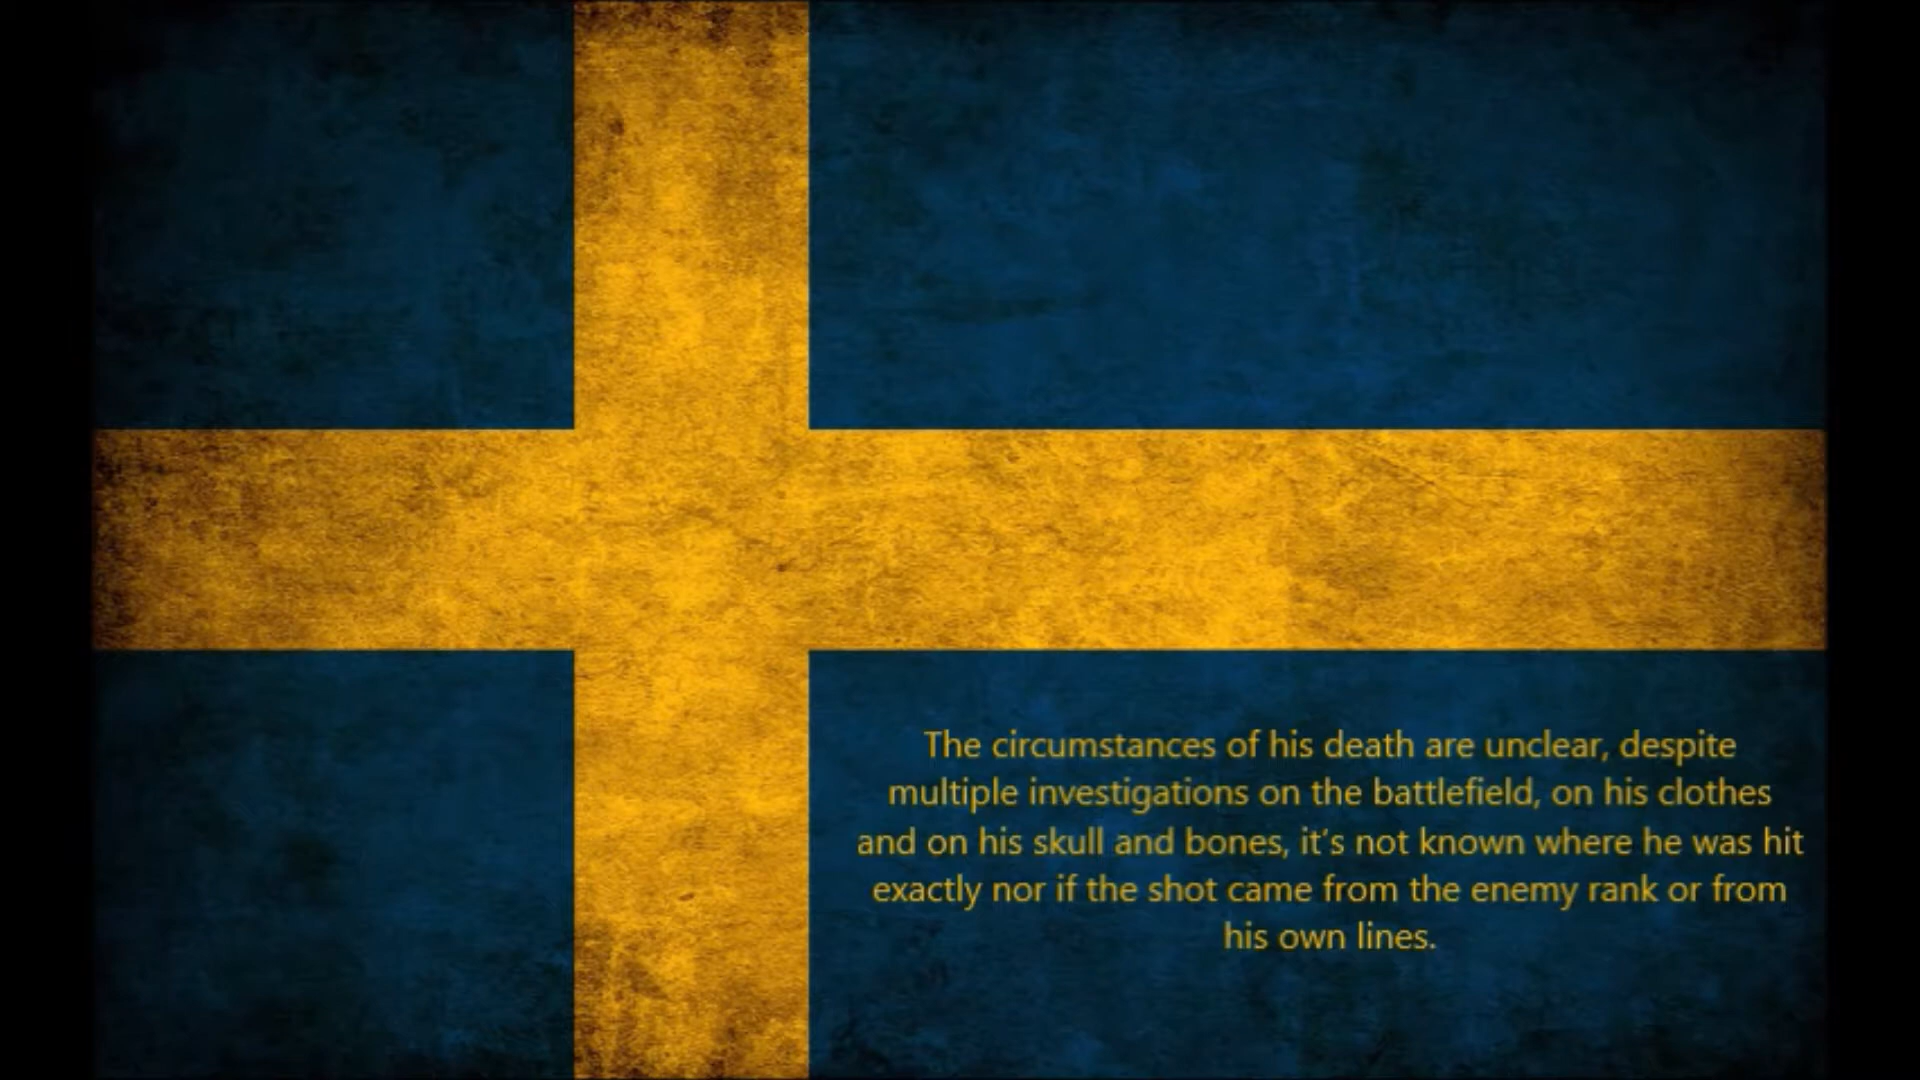 The circumstances of his death are unclear, despite
multiple investigations on the battlefield, on his clothes
and on his skull and bones, it's not known where he was hit
exactly nor if the shot came from the enemy rank or from
his own lines.